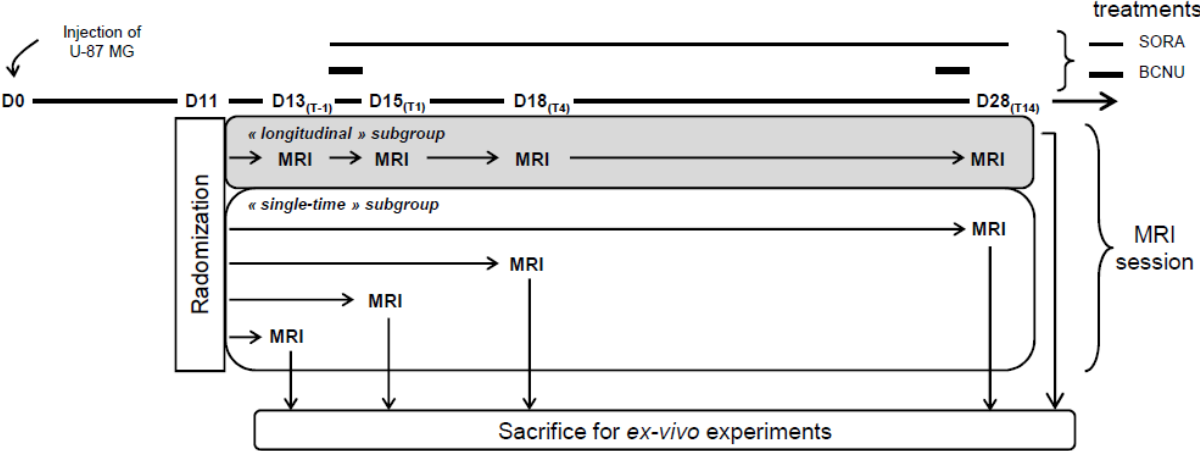 Injection of
U-87 MG
treatments
SORA
BCNU
D0 D11 D13(T-1) D15(T1) D18(T4) D28(T14)
« longitudinal » subgroup
MRI MRI MRI MRI
« single-time » subgroup
MRI
MRI
MRI
MRI
Radomization
MRI
session
Sacrifice for ex-vivo experiments